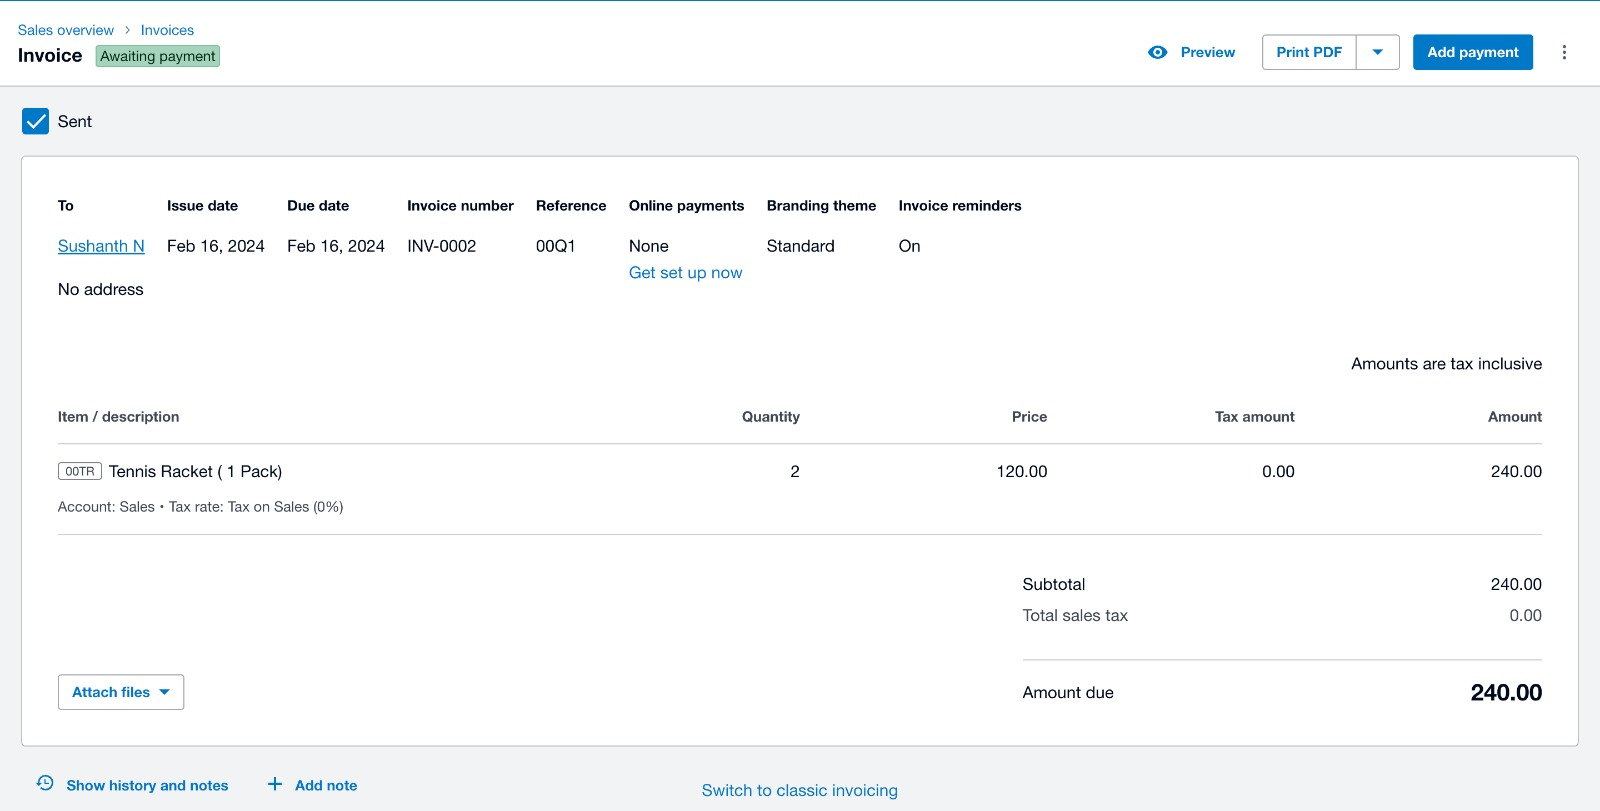 Sales overview > Invoices
Invoice Awaiting payment
Preview Print PDF Add payment
Sent
To Issue date Due date Invoice number Reference Online payments Branding theme Invoice reminders
Sushanth N Feb 16, 2024 Feb 16, 2024 INV-0002 00Q1 None Standard On
Get set up now
No address
Amounts are tax inclusive
Item / description Quantity Price Tax amount Amount
00TR Tennis Racket ( 1 Pack) 2 120.00 0.00 240.00
Account: Sales • Tax rate: Tax on Sales (0%)
Subtotal 240.00
Total sales tax 0.00
Attach files Amount due 240.00
Show history and notes + Add note Switch to classic invoicing